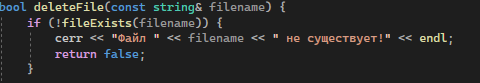 bool deleteFile(const string& filename) {
    if (!fileExists(filename)) {
        cerr << "Файл " << filename << " не существует!" << endl;
        return false;
    }